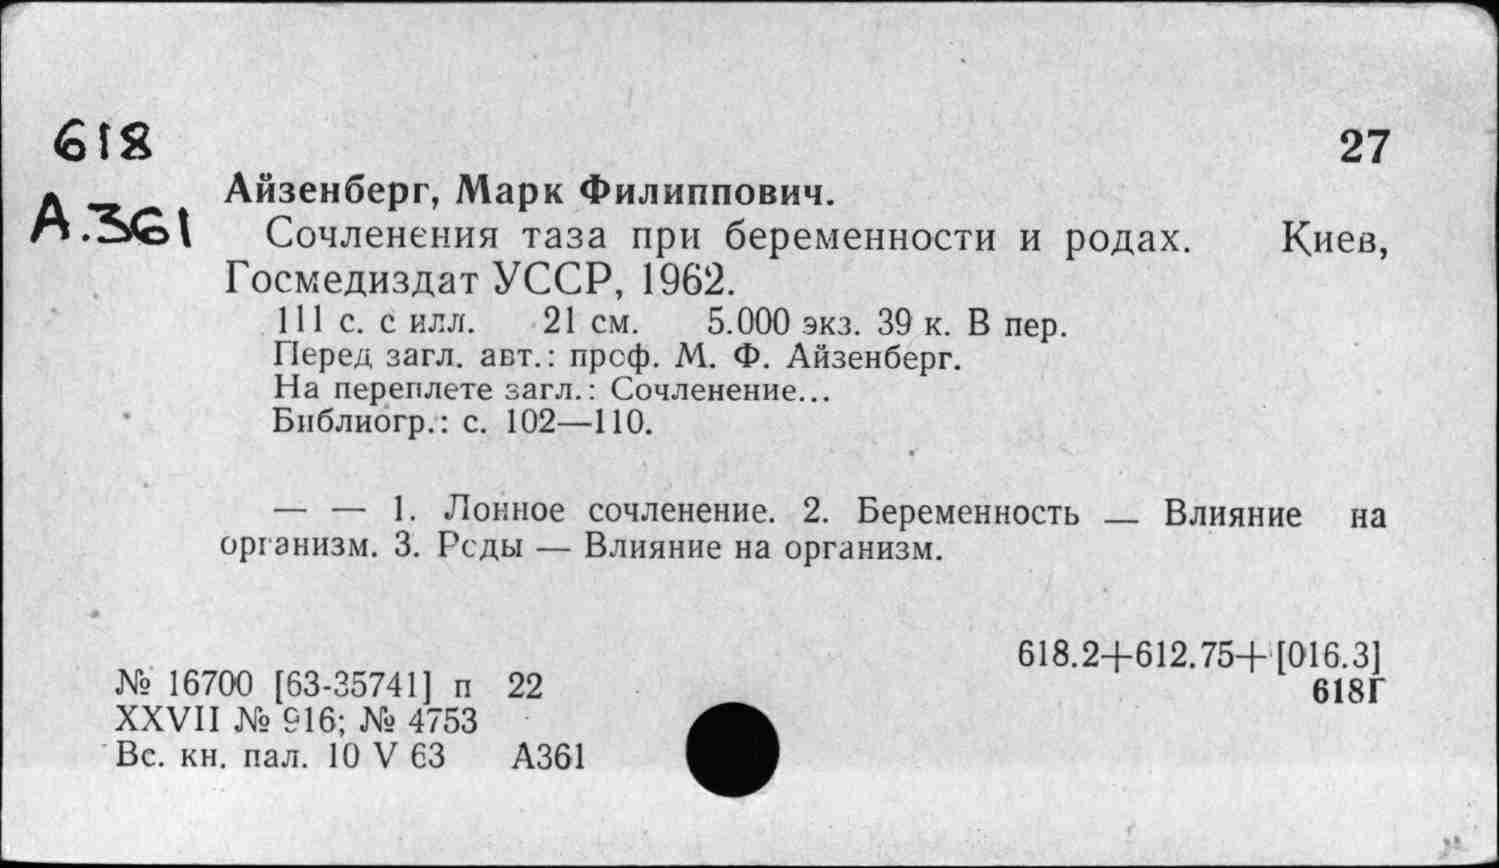 618
27
А.361
Айзенберг, Марк Филиппович.
Сочленения таза при беременности и родах. Киев,
Госмедиздат УССР, 1962.
111 с. с илл. 21 см. 5.000 экз. 39 к. В пер.
Перед загл. авт.: проф. М. Ф. Айзенберг.
На переплете загл.: Сочленение...
Библиогр.: с. 102—110.
— — 1. Лонное сочленение. 2. Беременность — Влияние на
организм. 3. Роды — Влияние на организм.
618.2+612.75+[016.3]
618Г
№ 16700 [63-35741] п 22
XXVII № 916; № 4753
Вс. кн. пал. 10 V 63 А361